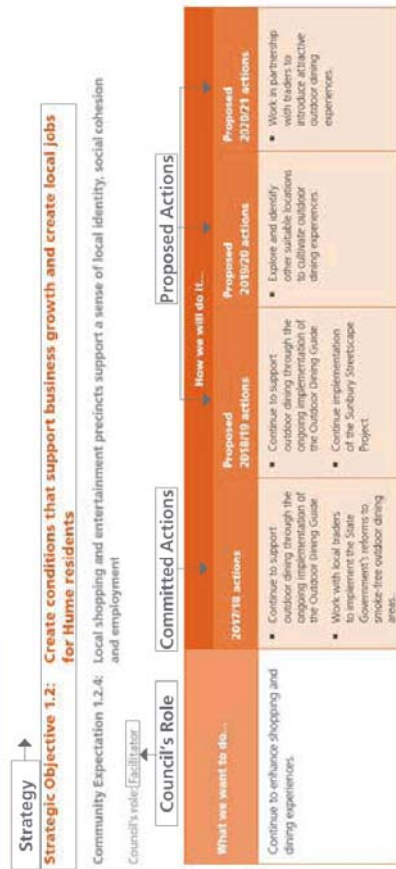 Strategy
Strategic Objective 1.2: Create conditions that support business growth and create local jobs
for Hume residents
Community Expectation 1.2.4: Local shopping and entertainment precincts support a sense of local identity, social cohesion
and employment
Council's role: Facilitator
Council's Role
Committed Actions
Proposed Actions
What we want to do...
How we will do it...
2017/18 actions
Proposed
2018/19 actions
Proposed
2019/20 actions
Proposed
2020/21 actions
Continue to enhance shopping and
dining experiences.
▪ Continue to support
outdoor dining through the
ongoing implementation of
the Outdoor Dining Guide
▪ Work with local traders
to implement the State
Government's reforms to
smoke-free outdoor dining
areas.
▪ Continue to support
outdoor dining through the
ongoing implementation of
the Outdoor Dining Guide
▪ Continue implementation
of the Sunbury Streetscape
Project
▪ Explore and identify
other suitable locations
to cultivate outdoor
dining experiences.
▪ Work in partnership
with traders to
introduce attractive
outdoor dining
experiences.